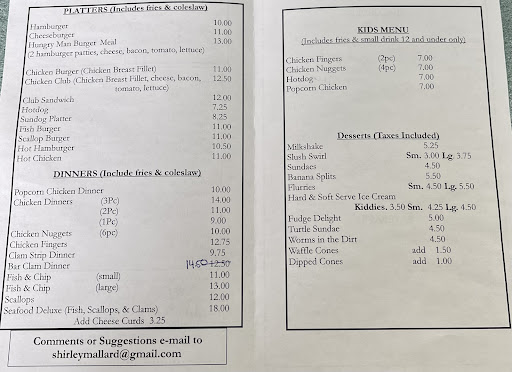 PLATTERS (Includes fries & coleslaw)
Hamburger 10.00
Cheeseburger 11.00
Hungry Man Burger Meal 13.00
(2 hamburger patties, cheese, bacon, tomato, lettuce)
Chicken Burger (Chicken Breast Fillet) 11.00
Chicken Club (Chicken Breast Fillet, cheese, bacon, 12.50
tomato, lettuce)
Club Sandwich 12.00
Hotdog 7.25
Sundog Platter 8.25
Fish Burger 11.00
Scallop Burger 11.00
Hot Hamburger 10.50
Hot Chicken 11.00
DINNERS (Include fries & coleslaw)
Popcorn Chicken Dinner 10.00
Chicken Dinners (3Pc) 14.00
(2Pc) 11.00
(1Pc) 9.00
Chicken Nuggets (6pc) 10.00
Chicken Fingers 12.75
Clam Strip Dinner 9.75
Bar Clam Dinner 14.50 12.50
Fish & Chip (small) 11.00
Fish & Chip (large) 13.00
Scallops 12.00
Seafood Deluxe (Fish, Scallops, & Clams) 18.00
Add Cheese Curds 3.25
Comments or Suggestions e-mail to
shirleymallard@gmail.com
KIDS MENU
(Includes fries & small drink 12 and under only)
Chicken Fingers (2pc) 7.00
Chicken Nuggets (4pc) 7.00
Hotdog 7.00
Popcorn Chicken 7.00
Desserts (Taxes Included)
Milkshake 5.25
Slush Swirl Sm. 3.00 Lg. 3.75
Sundaes 4.50
Banana Splits 5.50
Flurries Sm. 4.50 Lg. 5.50
Hard & Soft Serve Ice Cream
Kiddies. 3.50 Sm. 4.25 Lg. 4.50
Fudge Delight 5.00
Turtle Sundae 4.50
Worms in the Dirt 4.50
Waffle Cones add 1.50
Dipped Cones add 1.00